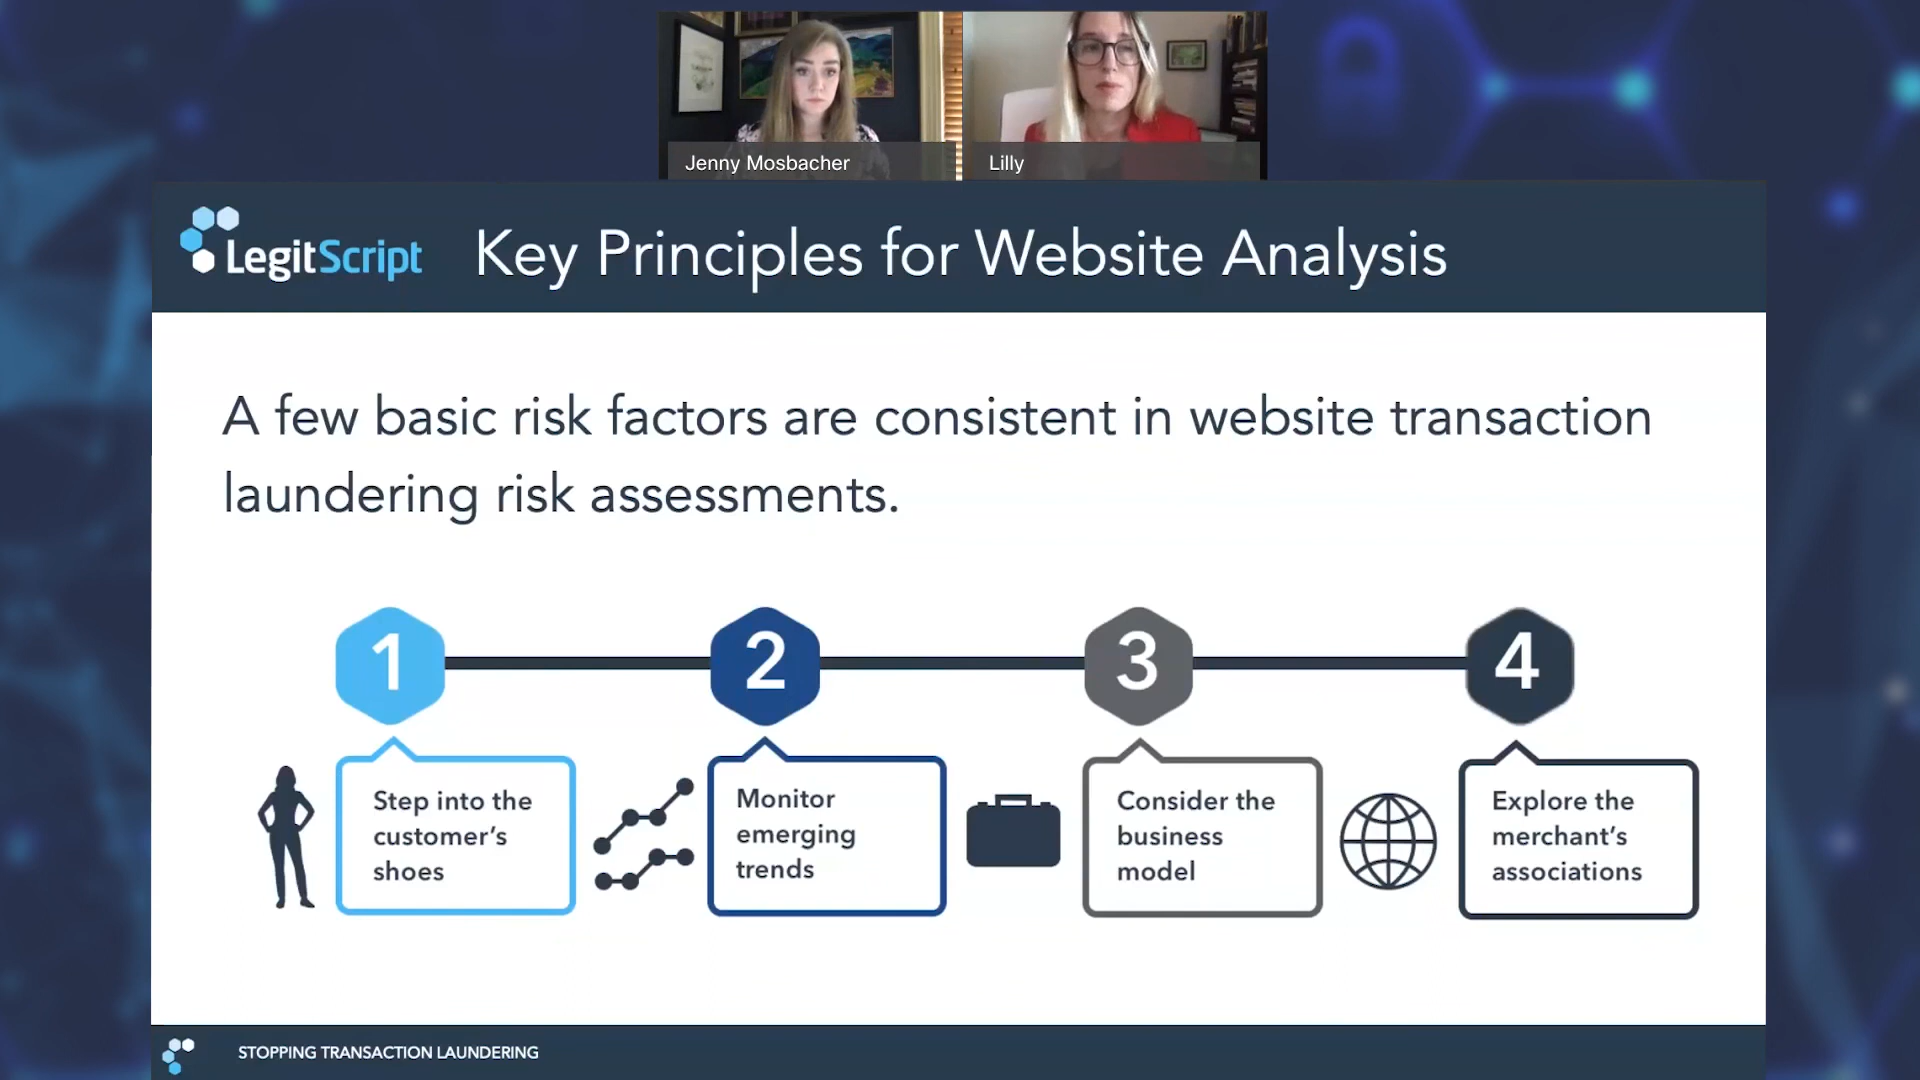 Jenny Mosbacher
Lilly
LegitScript
Key Principles for Website Analysis
A few basic risk factors are consistent in website transaction
laundering risk assessments.
1
2
3
4
Step into the
customer's
shoes
Monitor
emerging
trends
Consider the
business
model
Explore the
merchant's
associations
STOPPING TRANSACTION LAUNDERING